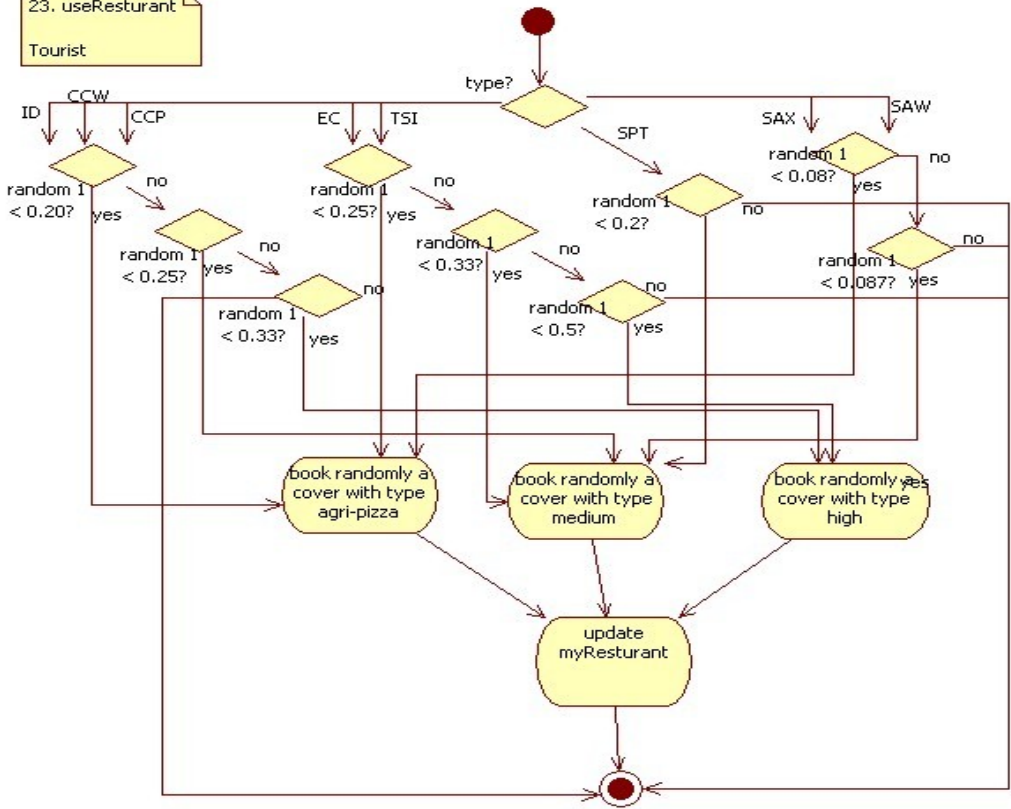 23. useResturant
Tourist
type?
ID
CCW
CCP
EC
TSI
SPT
SAX
SAW
random 1
< 0.20?
yes
no
random 1
< 0.25?
yes
no
random 1
< 0.33?
yes
no
random 1
< 0.25?
yes
no
random 1
< 0.33?
yes
no
random 1
< 0.5?
yes
no
random 1
< 0.2?
no
random 1
< 0.08?
yes
no
random 1
< 0.087?
yes
no
book randomly a
cover with type
agri-pizza
book randomly a
cover with type
medium
book randomly a
cover with type
high
yes
update
myResturant